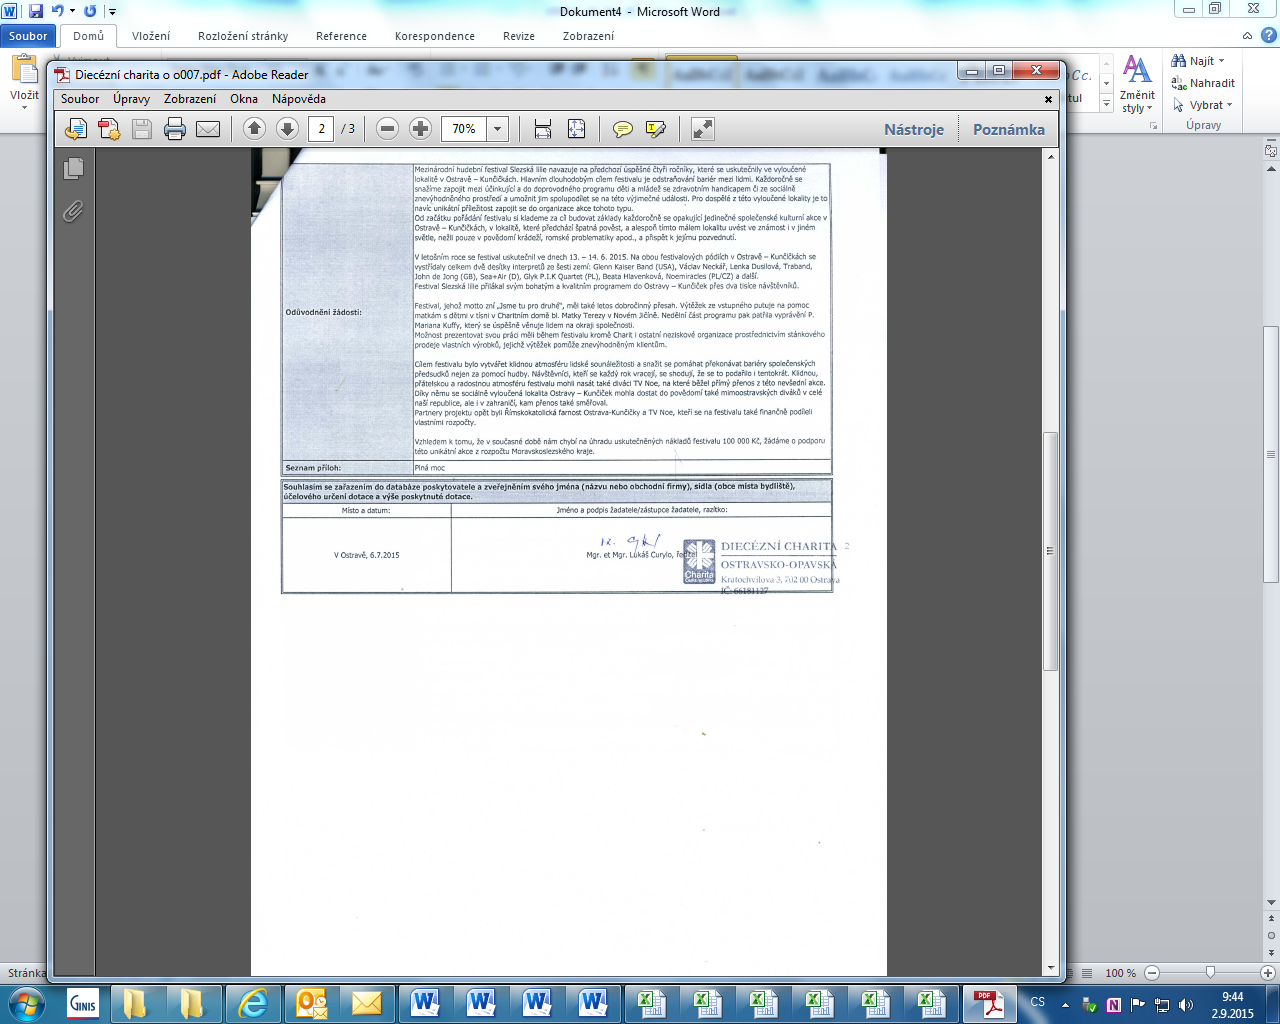 Dokument4 - Microsoft Word
Soubor Domů Vložení Rozložení stránky Reference Korespondence Revize Zobrazení
Vložit
Najít
Nahradit
Vybrat
Změnit
styly
Úpravy
Diecézní charita o o007.pdf - Adobe Reader
Soubor Úpravy Zobrazení Okna Nápověda
2 / 3 70% Nástroje Poznámka
Mezinárodní hudební festival Slezská lilie navazuje na předchozí úspěšné čtyři ročníky, které se uskutečnily ve vyloučené
lokalitě v Ostravě – Kunčičkách. Hlavním dlouhodobým cílem festivalu je odstraňování bariér mezi lidmi. Každoročně se
snažíme zapojit mezi účinkující a do doprovodného programu děti a mládež se zdravotním handicapem či ze sociálně
znevýhodněného prostředí a umožnit jim spolupodílet se na této výjimečné události. Pro dospělé z této vyloučené lokality je to
navíc unikátní příležitost zapojit se do organizace akce tohoto typu.
Od začátku pořádání festivalu si klademe za cíl budovat základy každoročně se opakující jedinečné společenské kulturní akce v
Ostravě – Kunčičkách, v lokalitě, které předchází špatná pověst, a alespoň tímto málem lokalitu uvést ve známost i v jiném
světle, nežli pouze v povědomí krádeží, romské problematiky apod., a přispět k jejímu pozvednutí.
V letošním roce se festival uskutečnil ve dnech 13. – 14. 6. 2015. Na obou festivalových pódiích v Ostravě – Kunčičkách se
vystřídaly celkem dvě desítky interpretů ze šesti zemí: Glenn Kaiser Band (USA), Václav Neckář, Lenka Dusilová, Traband,
John de Jong (GB), Sea+Air (D), Glyk P.I.K Quartet (PL), Beata Hlavenková, Noemiracles (PL/CZ) a další.
Festival Slezská lilie přilákal svým bohatým a kvalitním programem do Ostravy – Kunčiček přes dva tisíce návštěvníků.
Odůvodnění žádosti:
Festival, jehož motto zní „Jsme tu pro druhé“, měl také letos dobročinný přesah. Výtěžek ze vstupného putuje na pomoc
matkám s dětmi v tísni v Charitním domě bl. Matky Terezy v Novém Jičíně. Nedělní část programu pak patřila vyprávění P.
Mariana Kuffy, který se úspěšně věnuje lidem na okraji společnosti.
Možnost prezentovat svou práci měli během festivalu kromě Charit i ostatní neziskové organizace prostřednictvím stánkového
prodeje vlastních výrobků, jejichž výtěžek pomůže znevýhodněným klientům.
Cílem festivalu bylo vytvářet klidnou atmosféru lidské sounáležitosti a snažit se pomáhat překonávat bariéry společenských
předsudků nejen za pomocí hudby. Návštěvníci, kteří se každý rok vracejí, se shodují, že se to podařilo i tentokrát. Klidnou,
přátelskou a radostnou atmosféru festivalu mohli nasát také diváci TV Noe, na které běžel přímý přenos z této nevšední akce.
Díky němu se sociálně vyloučená lokalita Ostravy – Kunčiček mohla dostat do povědomí také mimoostravských diváků v celé
naší republice, ale i v zahraničí, kam přenos také směřoval.
Partnery projektu opět byli Římskokatolická farnost Ostrava-Kunčičky a TV Noe, kteří se na festivalu také finančně podíleli
vlastními rozpočty.
Vzhledem k tomu, že v současné době nám chybí na úhradu uskutečněných nákladů festivalu 100 000 Kč, žádáme o podporu
této unikátní akce z rozpočtu Moravskoslezského kraje.
Seznam příloh: Plná moc
Souhlasím se zařazením do databáze poskytovatele a zveřejněním svého jména (názvu nebo obchodní firmy), sídla (obce místa bydliště),
účelového určení dotace a výše poskytnuté dotace.
Místo a datum: Jméno a podpis žadatele/zástupce žadatele, razítko:
V Ostravě, 6.7.2015
Mgr. et Mgr. Lukáš Curylo, ředitel
Charita
DIECÉZNÍ CHARITA 2
OSTRAVSKO-OPAVSKÁ
Kratochvílova 3, 702 00 Ostrava
IČ: 66181127
Stránka
100 %
GINIS
PDF
CS
9:44
2.9.2015